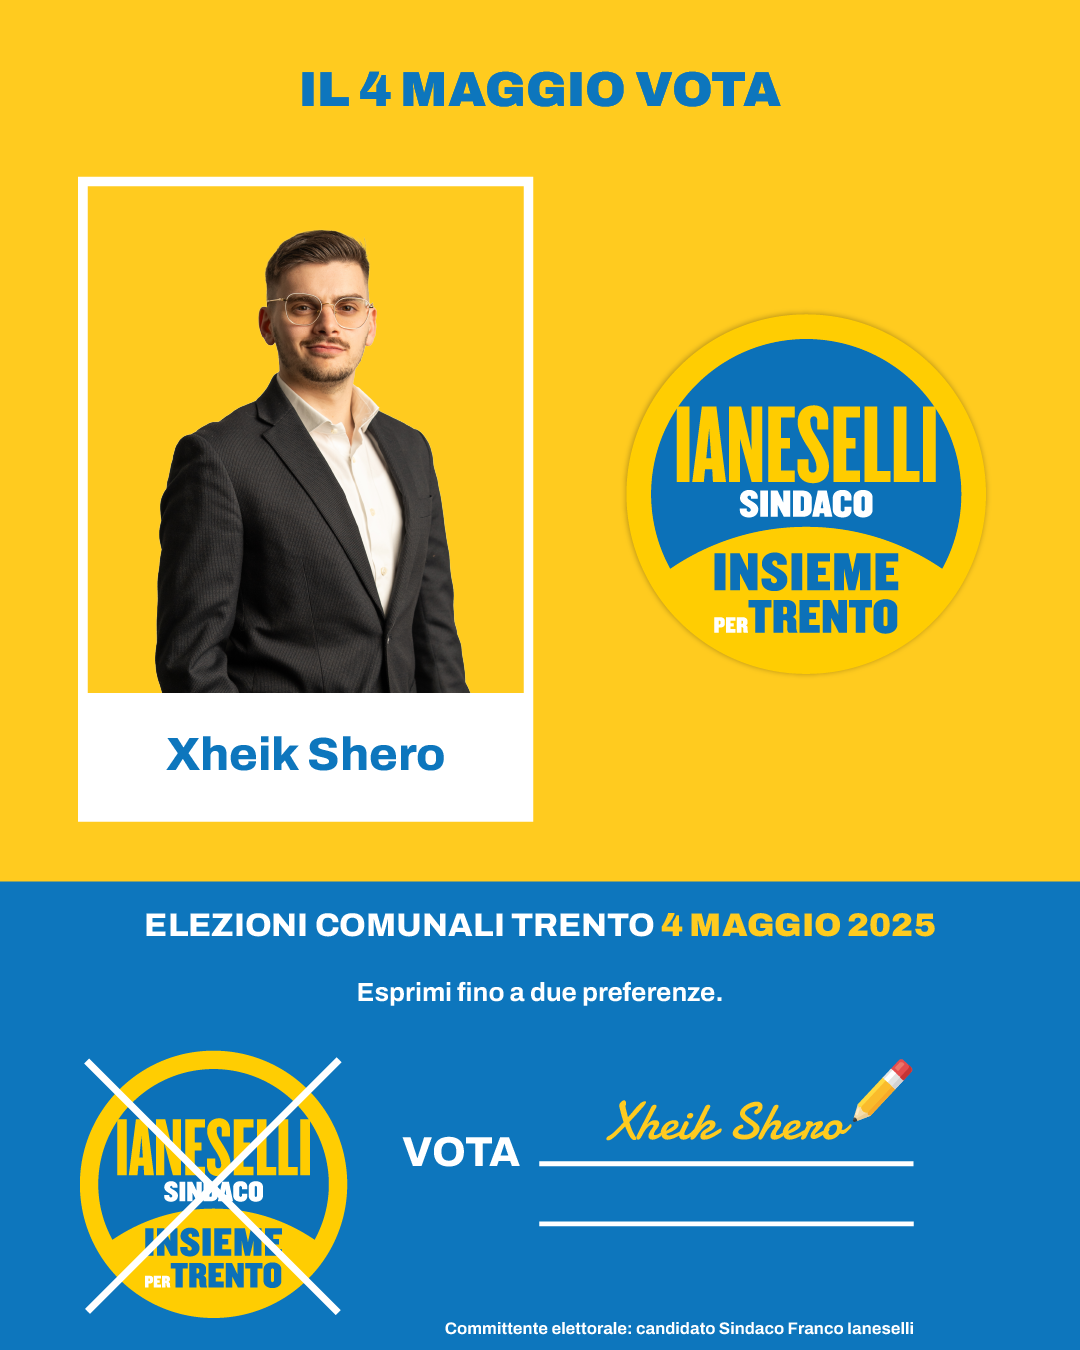 IL 4 MAGGIO VOTA
IANESELLI
SINDACO
INSIEME
PER TRENTO
Xheik Shero
ELEZIONI COMUNALI TRENTO 4 MAGGIO 2025
Esprimi fino a due preferenze.
IANESELLI
SINDACO
INSIEME
PER TRENTO
VOTA Xheik Shero
Committente elettorale: candidato Sindaco Franco Ianeselli